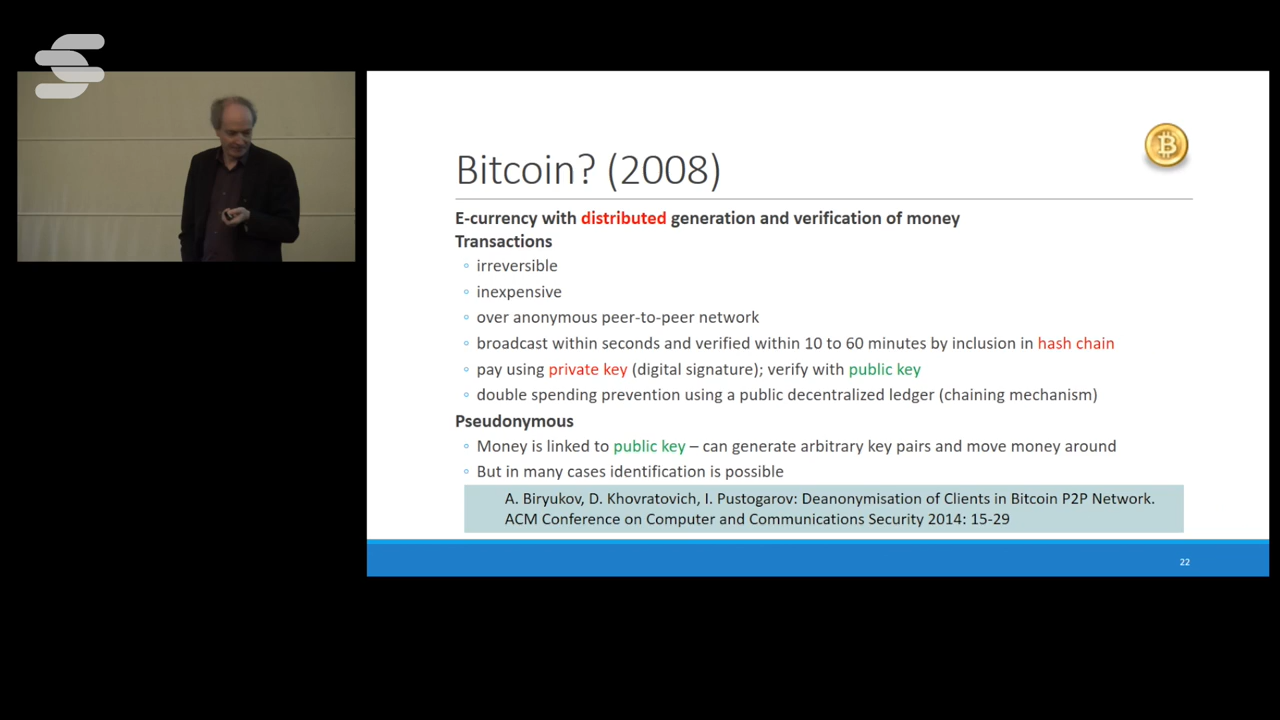 Bitcoin? (2008)
E-currency with distributed generation and verification of money
Transactions
irreversible
inexpensive
over anonymous peer-to-peer network
broadcast within seconds and verified within 10 to 60 minutes by inclusion in hash chain
pay using private key (digital signature); verify with public key
double spending prevention using a public decentralized ledger (chaining mechanism)
Pseudonymous
Money is linked to public key – can generate arbitrary key pairs and move money around
But in many cases identification is possible
A. Biryukov, D. Khovratovich, I. Pustogarov: Deanonymisation of Clients in Bitcoin P2P Network.
ACM Conference on Computer and Communications Security 2014: 15-29
22